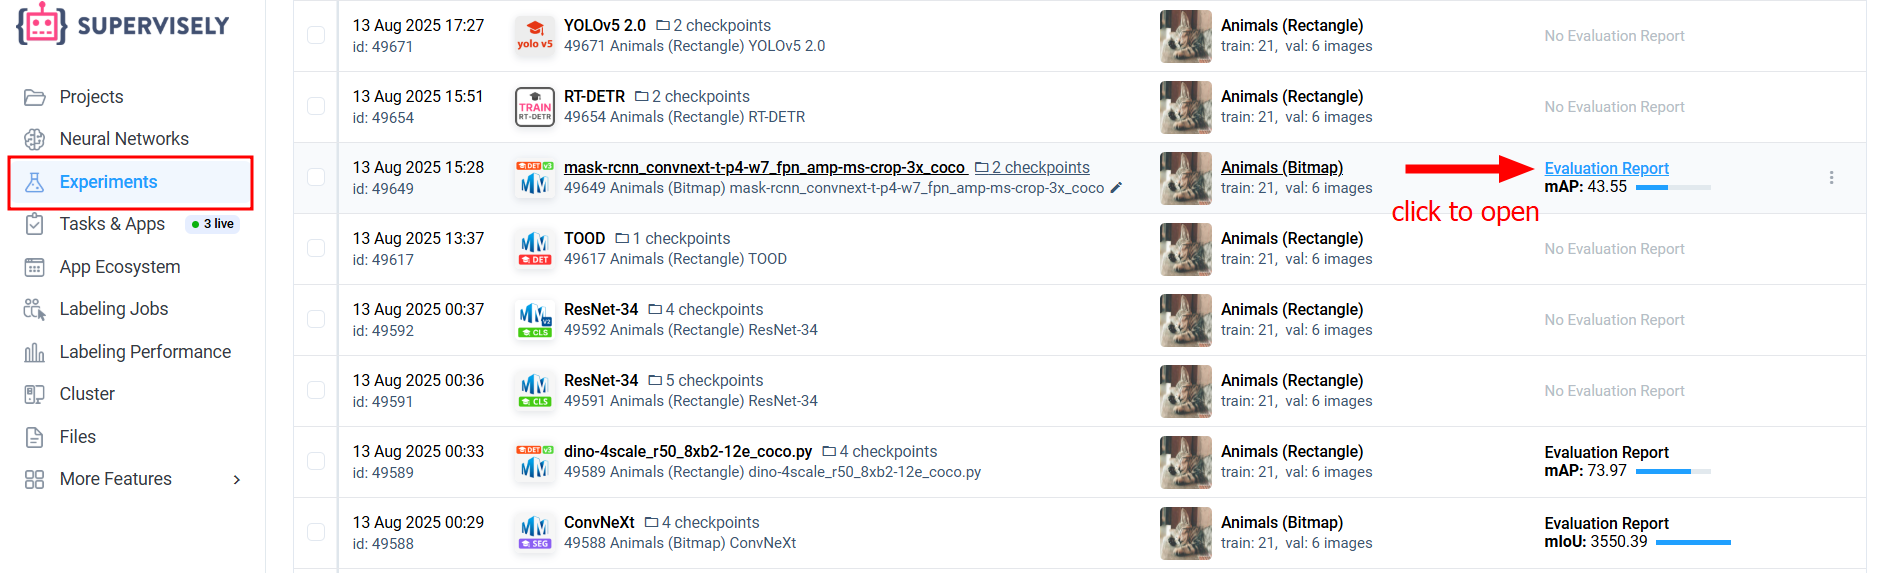 SUPERVISELY
Projects
Neural Networks
Experiments
Tasks & Apps 3 live
App Ecosystem
Labeling Jobs
Labeling Performance
Cluster
Files
More Features
13 Aug 2025 17:27
id: 49671
yolo v5
YOLOv5 2.0 2 checkpoints
49671 Animals (Rectangle) YOLOv5 2.0
Animals (Rectangle)
train: 21, val: 6 images
No Evaluation Report
13 Aug 2025 15:51
id: 49654
TRAIN
RT-DETR
RT-DETR 2 checkpoints
49654 Animals (Rectangle) RT-DETR
Animals (Rectangle)
train: 21, val: 6 images
No Evaluation Report
13 Aug 2025 15:28
id: 49649
DET v3
mask-rcnn_convnext-t-p4-w7_fpn_amp-ms-crop-3x_coco 2 checkpoints
49649 Animals (Bitmap) mask-rcnn_convnext-t-p4-w7_fpn_amp-ms-crop-3x_coco
Animals (Bitmap)
train: 21, val: 6 images
click to open
Evaluation Report
mAP: 43.55
13 Aug 2025 13:37
id: 49617
DET
TOOD 1 checkpoints
49617 Animals (Rectangle) TOOD
Animals (Rectangle)
train: 21, val: 6 images
No Evaluation Report
13 Aug 2025 00:37
id: 49592
v2
CLS
ResNet-34 4 checkpoints
49592 Animals (Rectangle) ResNet-34
Animals (Rectangle)
train: 21, val: 6 images
No Evaluation Report
13 Aug 2025 00:36
id: 49591
CLS
ResNet-34 5 checkpoints
49591 Animals (Rectangle) ResNet-34
Animals (Rectangle)
train: 21, val: 6 images
No Evaluation Report
13 Aug 2025 00:33
id: 49589
DET v3
dino-4scale_r50_8xb2-12e_coco.py 4 checkpoints
49589 Animals (Rectangle) dino-4scale_r50_8xb2-12e_coco.py
Animals (Rectangle)
train: 21, val: 6 images
Evaluation Report
mAP: 73.97
13 Aug 2025 00:29
id: 49588
SEG
ConvNeXt 4 checkpoints
49588 Animals (Bitmap) ConvNeXt
Animals (Bitmap)
train: 21, val: 6 images
Evaluation Report
mIoU: 3550.39